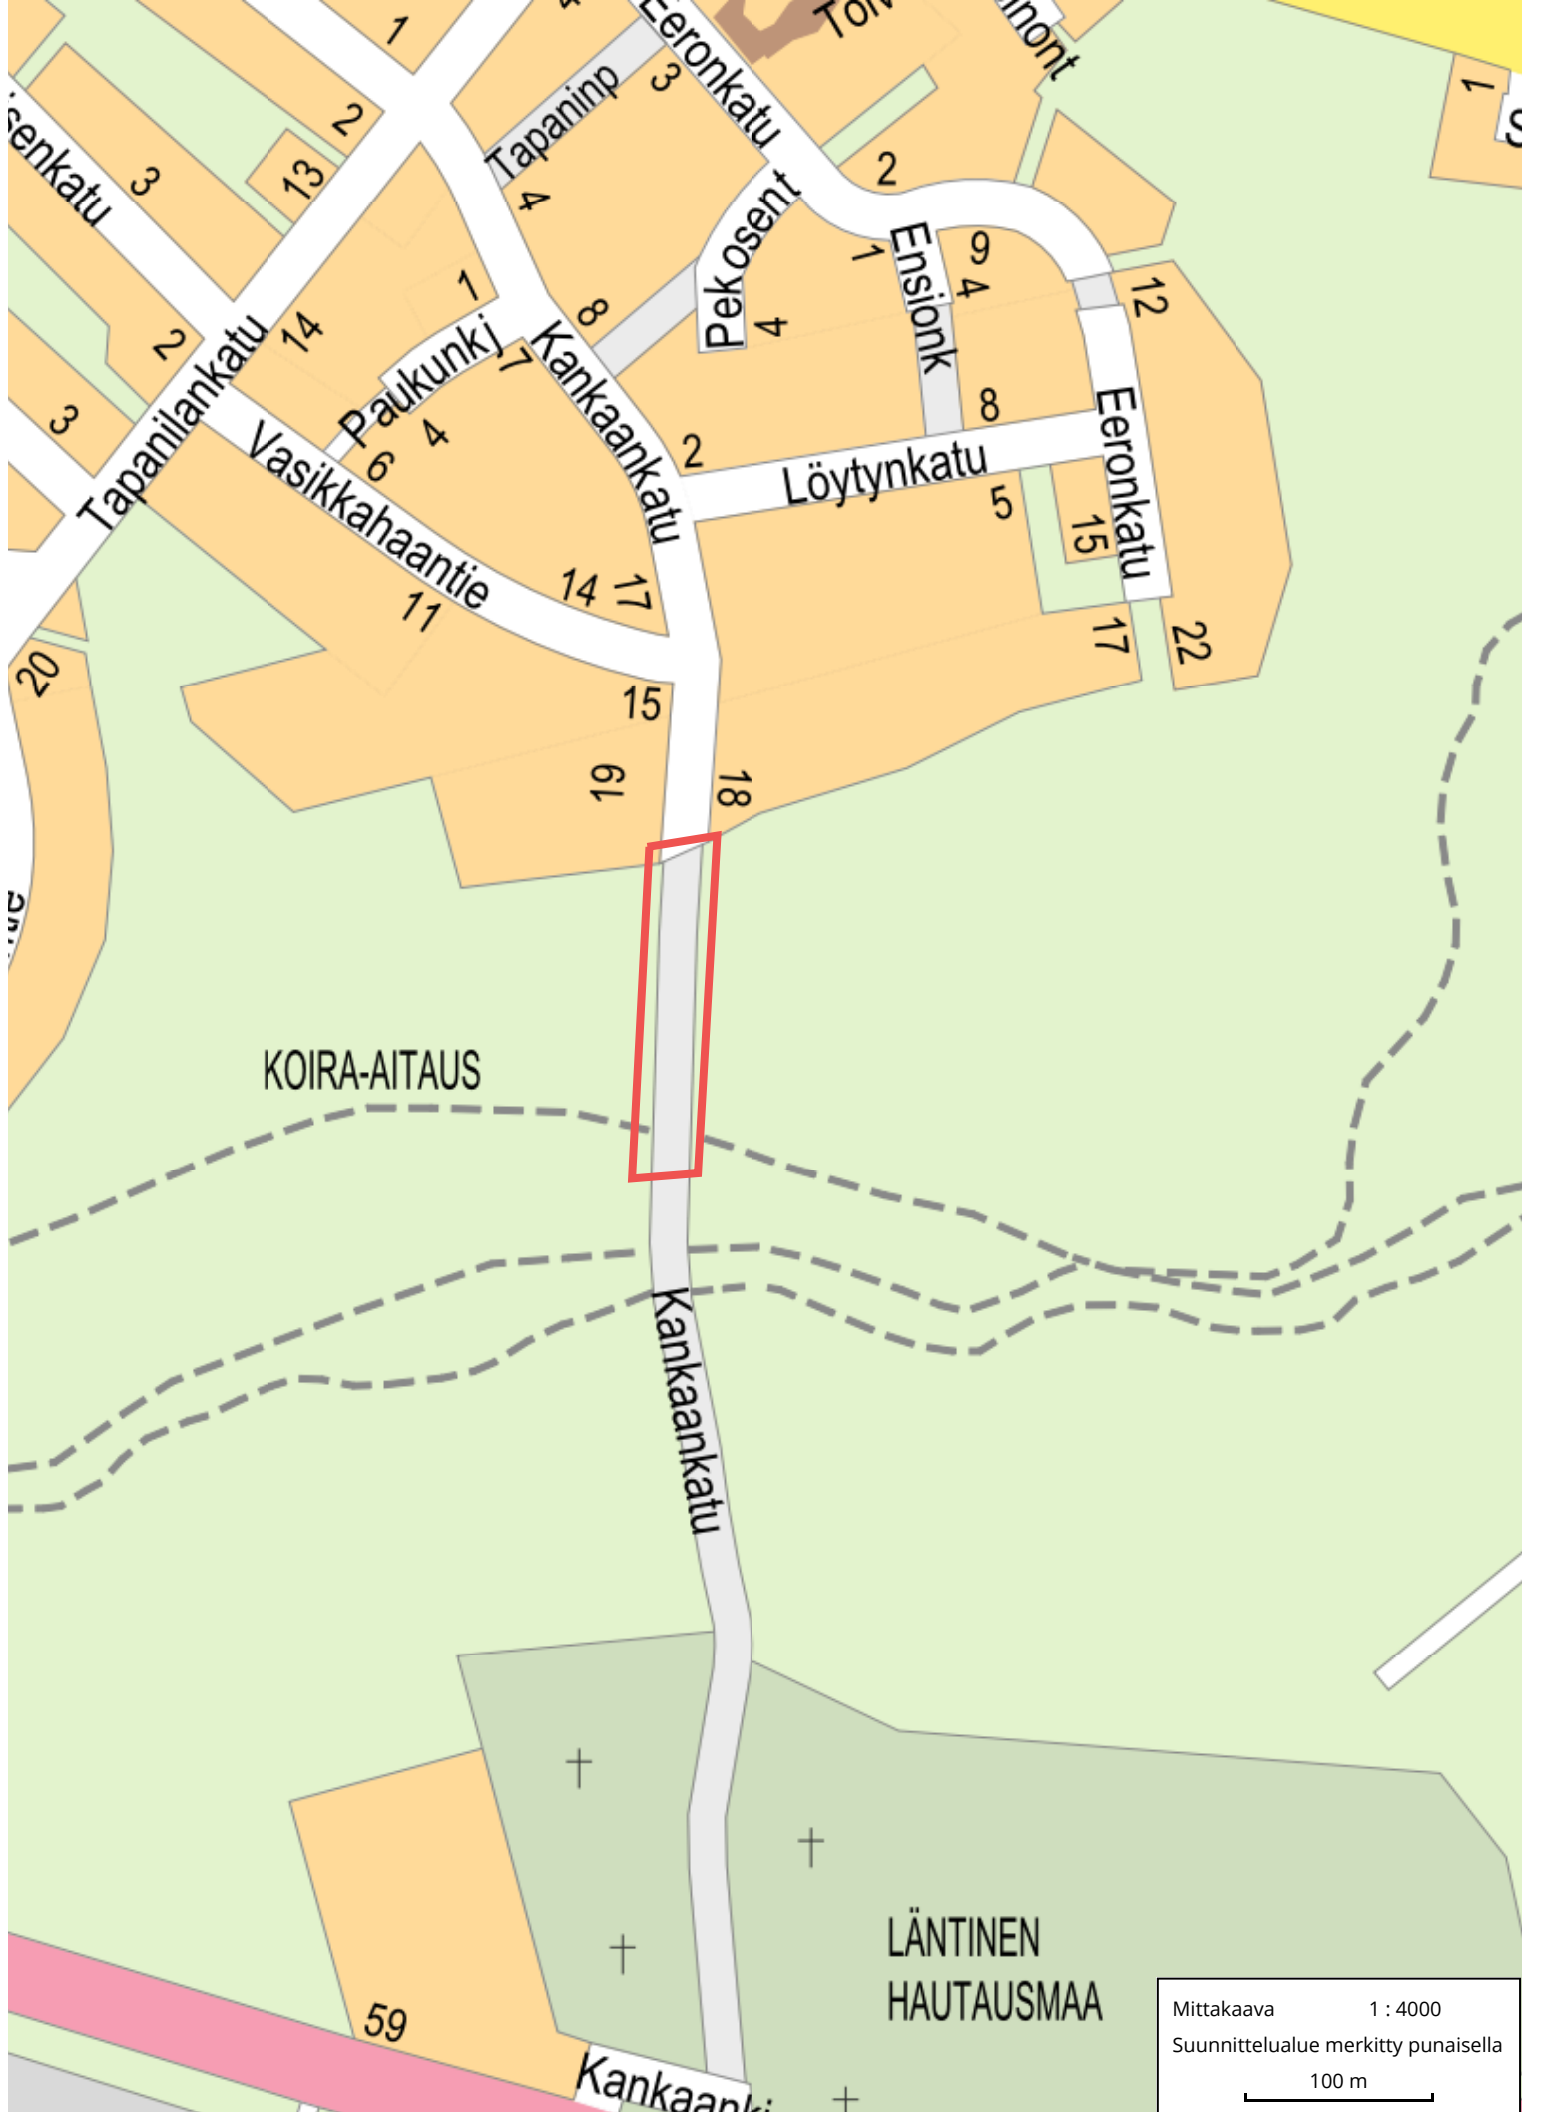 1
Eeronkatu
Tapaninp
3
2
13
3
senkatu
4
2
Pekosent
1
Ensionk
9
4
12
1
8
4
14
Paukunkj
7
Kankaankatu
2
Tapanilankatu
3
Vasikkahaantie
6
4
2
Löytynkatu
8
5
Eeronkatu
15
11
14
17
17
22
20
15
19
18
1
KOIRA-AITAUS
Kankaankatu
LÄNTINEN
HAUTAUSMAA
59
Kankaanki
Mittakaava 1 : 4000
Suunnittelualue merkitty punaisella
100 m